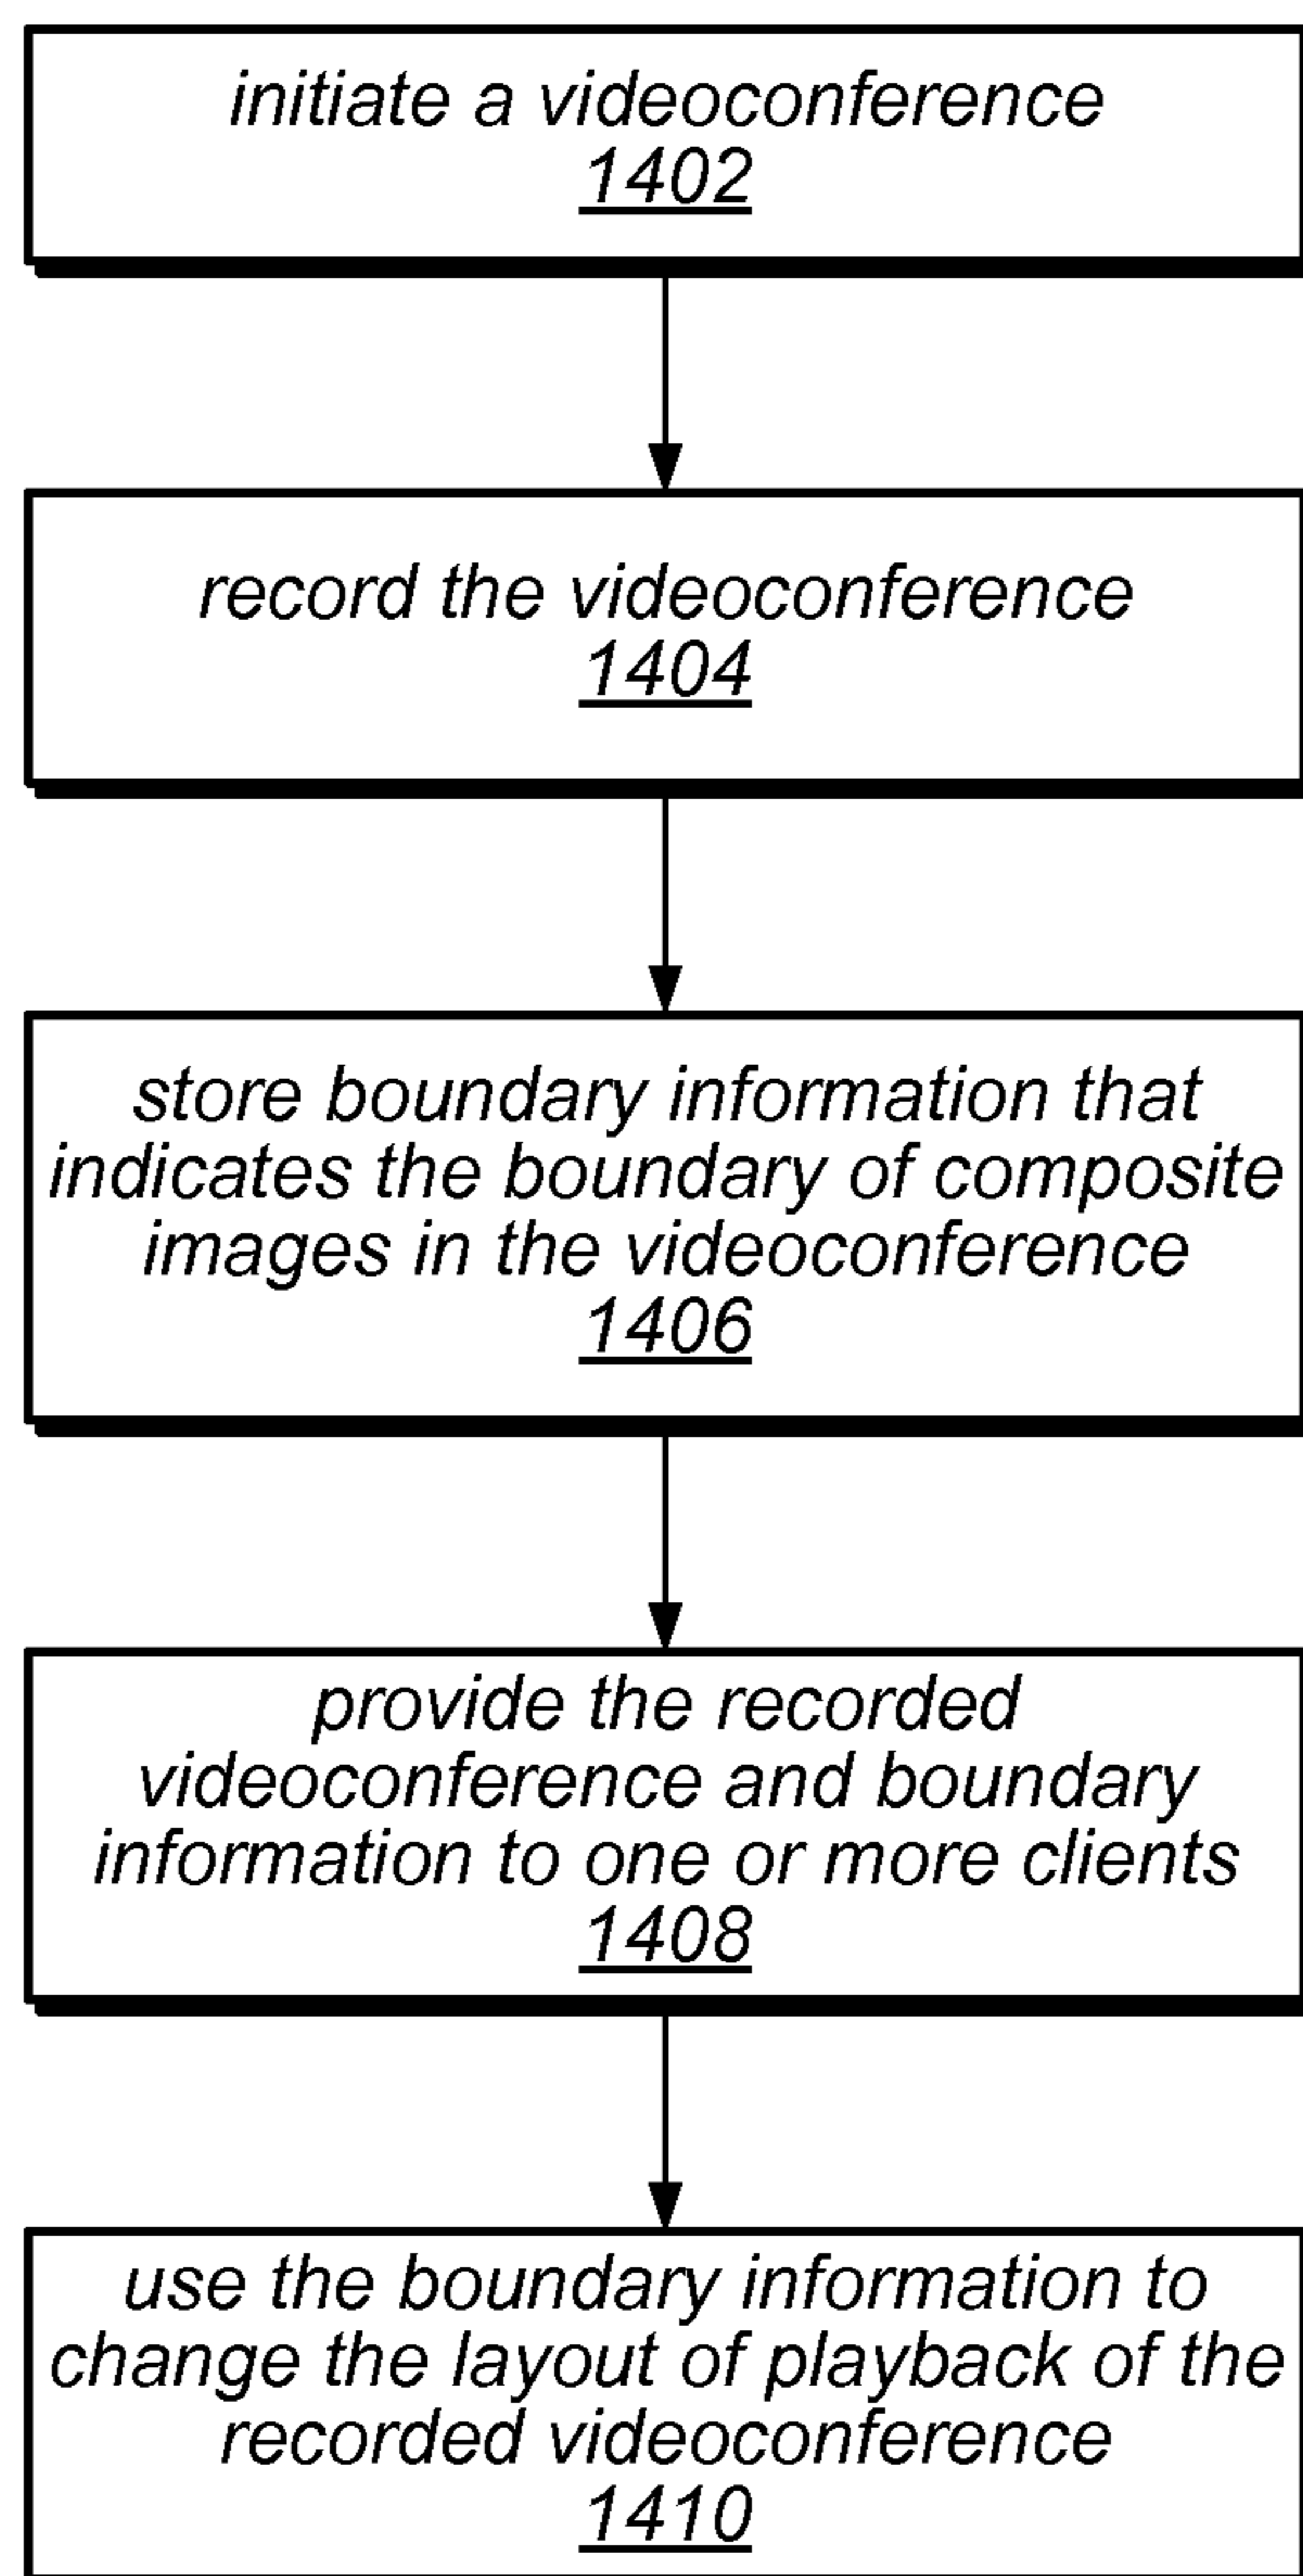 initiate a videoconference
1402
record the videoconference
1404
store boundary information that
indicates the boundary of composite
images in the videoconference
1406
provide the recorded
videoconference and boundary
information to one or more clients
1408
use the boundary information to
change the layout of playback of the
recorded videoconference
1410